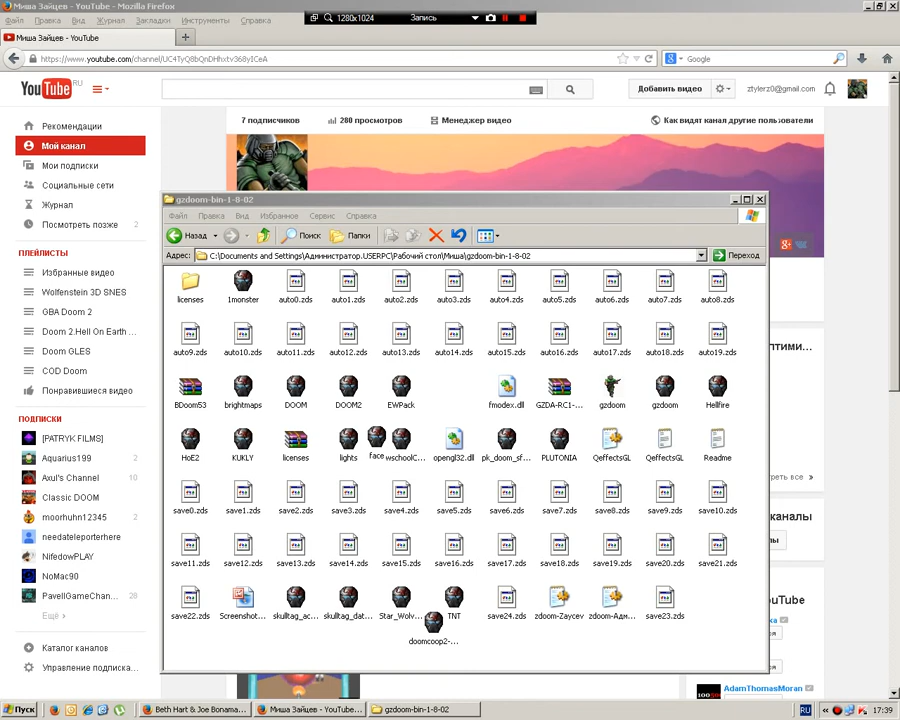 Миша Зайцев - YouTube - Mozilla Firefox
Файл Правка Вид Журнал Закладки Инструменты Справка
1280x1024 Запись
Миша Зайцев - YouTube
https://www.youtube.com/channel/UC4TyQ8bQnDHhxtv368yICeA
Google
YouTube RU
Добавить видео
ztylerz0@gmail.com
7 подписчиков 280 просмотров Менеджер видео Как видят канал другие пользователи
Рекомендации
Мой канал
Мои подписки
Социальные сети
Журнал
Посмотреть позже
ПЛЕЙЛИСТЫ
Избранные видео
Wolfenstein 3D SNES
GBA Doom 2
Doom 2.Hell On Earth ...
Doom GLES
COD Doom
Понравившиеся видео
ПОДПИСКИ
[PATRYK FILMS]
Aquarius199 2
Axul's Channel 10
Classic DOOM
moorhuhn12345 2
needateleporterhere
NifedowPLAY
NoMac90
PavellGameChan... 28
Ещё
Каталог каналов
Управление подписка...
gzdoom-bin-1-8-02
Файл Правка Вид Избранное Сервис Справка
Назад Поиск Папки
Адрес: C:\Documents and Settings\Администратор.USERPC\Рабочий стол\Миша\gzdoom-bin-1-8-02 Переход
licenses 1monster auto0.zds auto1.zds auto2.zds auto3.zds auto4.zds auto5.zds auto6.zds auto7.zds auto8.zds
auto9.zds auto10.zds auto11.zds auto12.zds auto13.zds auto14.zds auto15.zds auto16.zds auto17.zds auto18.zds auto19.zds
BDoom53 brightmaps DOOM DOOM2 EWPack fmodex.dll GZDA-RC1-... gzdoom gzdoom Hellfire
HoE2 KUKLY licenses lights face wschoolC... opengl32.dll pk_doom_sf... PLUTONIA QeffectsGL QeffectsGL Readme
save0.zds save1.zds save2.zds save3.zds save4.zds save5.zds save6.zds save7.zds save8.zds save9.zds save10.zds
save11.zds save12.zds save13.zds save14.zds save15.zds save16.zds save17.zds save18.zds save19.zds save20.zds save21.zds
save22.zds Screenshot... skulltag_ac... skulltag_dat... Star_Wolv... TNT save24.zds zdoom-Zaycev zdoom-Адм... save23.zds
doomcoop2-...
птими...
треть все
каналы
лы
uTube
ка
ся
ся
AdamThomasMoran
Пуск
Beth Hart & Joe Bonama...
Миша Зайцев - YouTube...
gzdoom-bin-1-8-02
RU
17:39